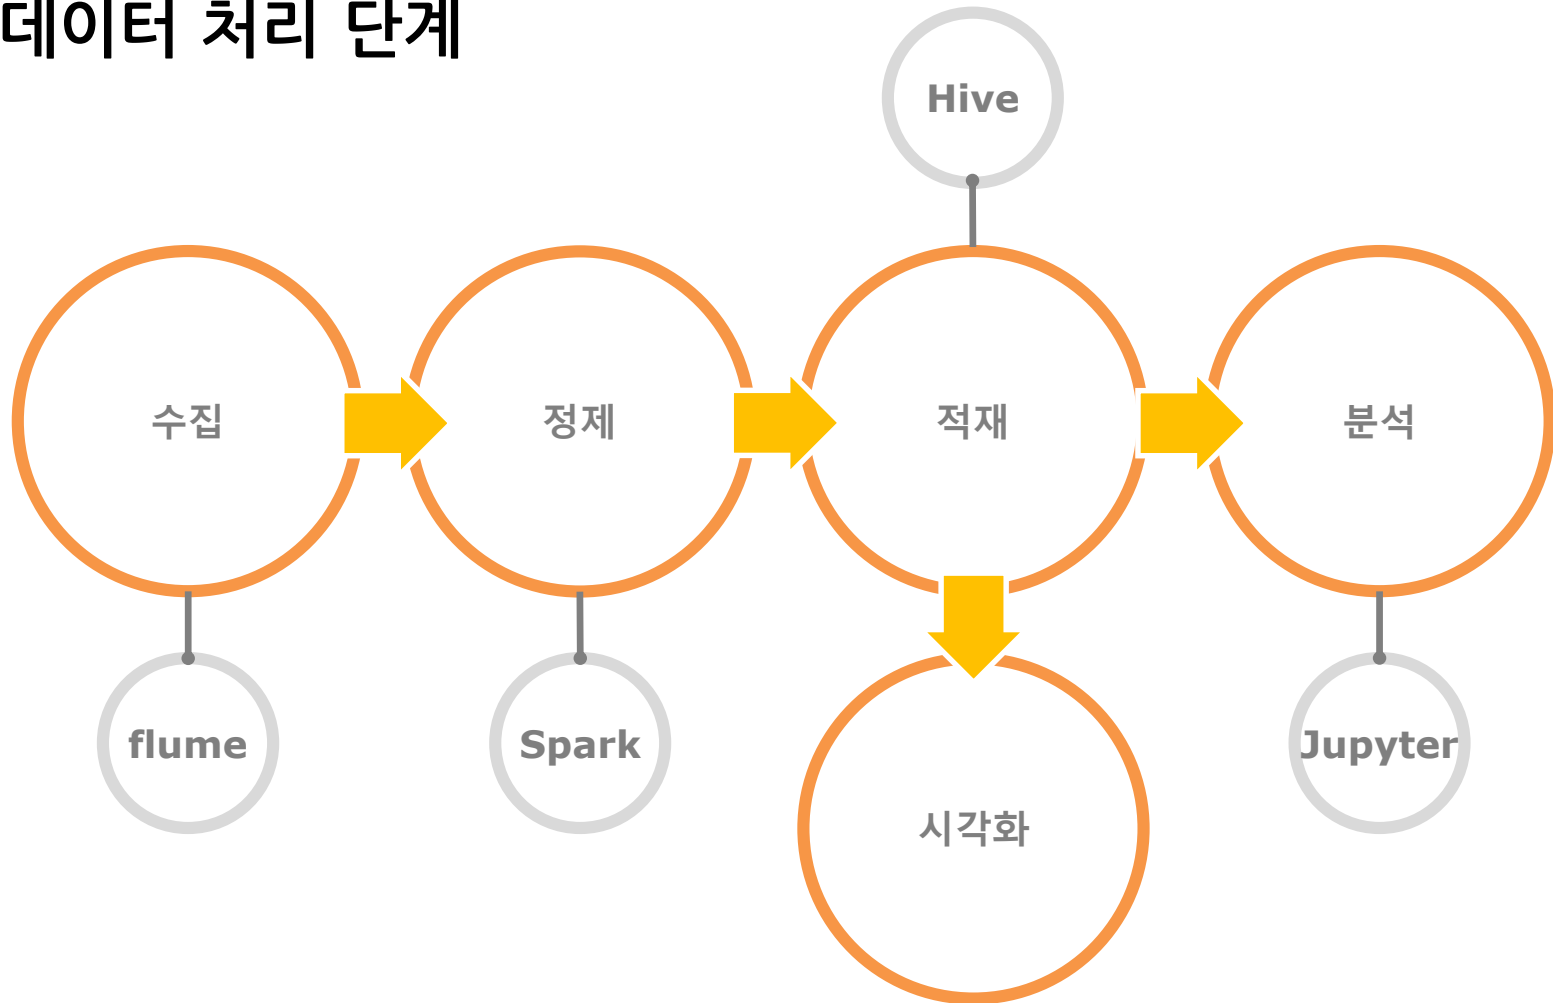 데이터 처리 단계
Hive
수집
정제
적재
분석
flume
Spark
Jupyter
시각화